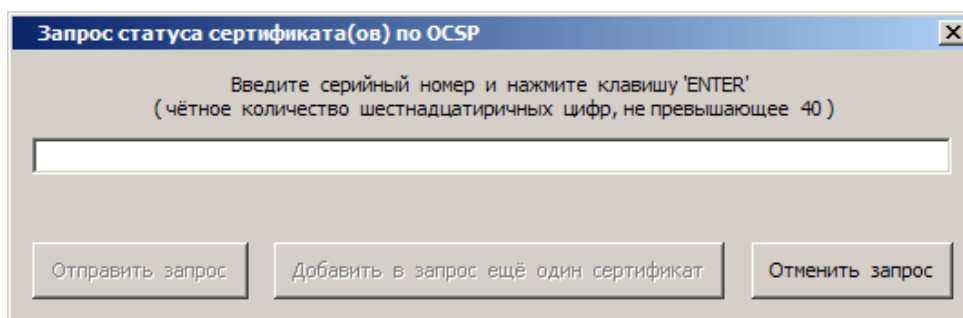 Запрос статуса сертификата(ов) по OCSP
Введите серийный номер и нажмите клавишу 'ENTER'
( чётное количество шестнадцатиричных цифр, не превышающее 40 )
Отправить запрос
Добавить в запрос ещё один сертификат
Отменить запрос